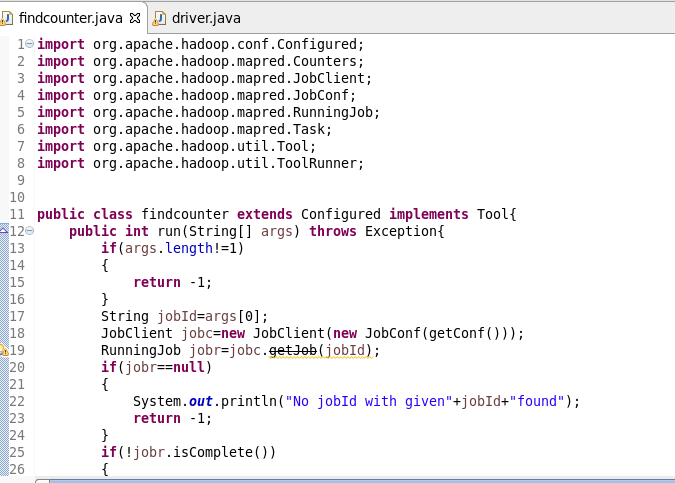 findcounter.java driver.java
1 import org.apache.hadoop.conf.Configured;
2 import org.apache.hadoop.mapred.Counters;
3 import org.apache.hadoop.mapred.JobClient;
4 import org.apache.hadoop.mapred.JobConf;
5 import org.apache.hadoop.mapred.RunningJob;
6 import org.apache.hadoop.mapred.Task;
7 import org.apache.hadoop.util.Tool;
8 import org.apache.hadoop.util.ToolRunner;
9
10
11 public class findcounter extends Configured implements Tool{
12     public int run(String[] args) throws Exception{
13         if(args.length!=1)
14         {
15             return -1;
16         }
17         String jobId=args[0];
18         JobClient jobc=new JobClient(new JobConf(getConf()));
19         RunningJob jobr=jobc.getJob(jobId);
20         if(jobr==null)
21         {
22             System.out.println("No jobId with given"+jobId+"found");
23             return -1;
24         }
25         if(!jobr.isComplete())
26         {